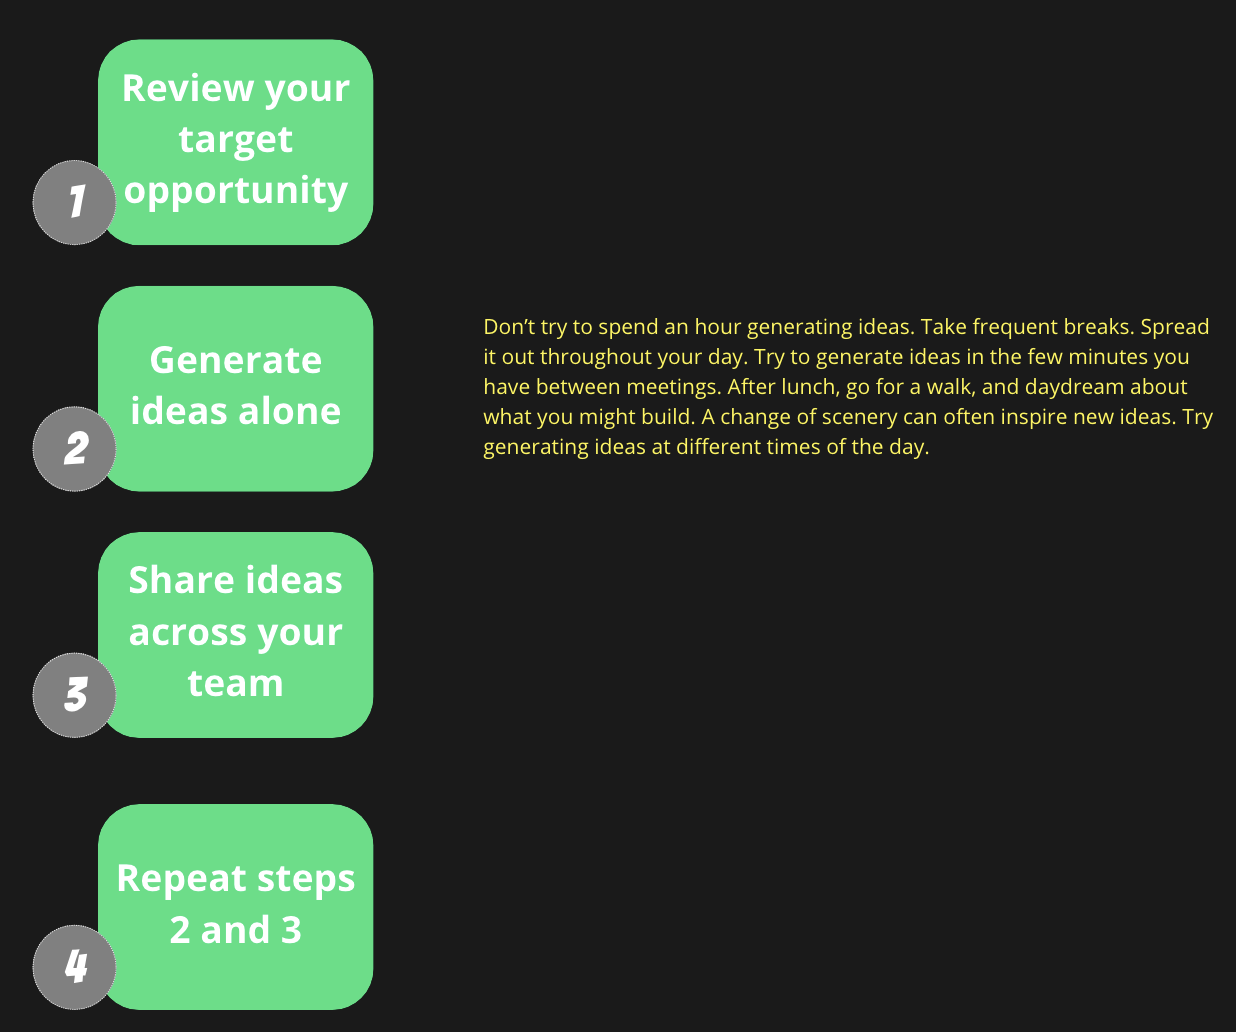 Review your
target
opportunity
1
Generate
ideas alone
2
Don’t try to spend an hour generating ideas. Take frequent breaks. Spread
it out throughout your day. Try to generate ideas in the few minutes you
have between meetings. After lunch, go for a walk, and daydream about
what you might build. A change of scenery can often inspire new ideas. Try
generating ideas at different times of the day.
Share ideas
across your
team
3
Repeat steps
2 and 3
4